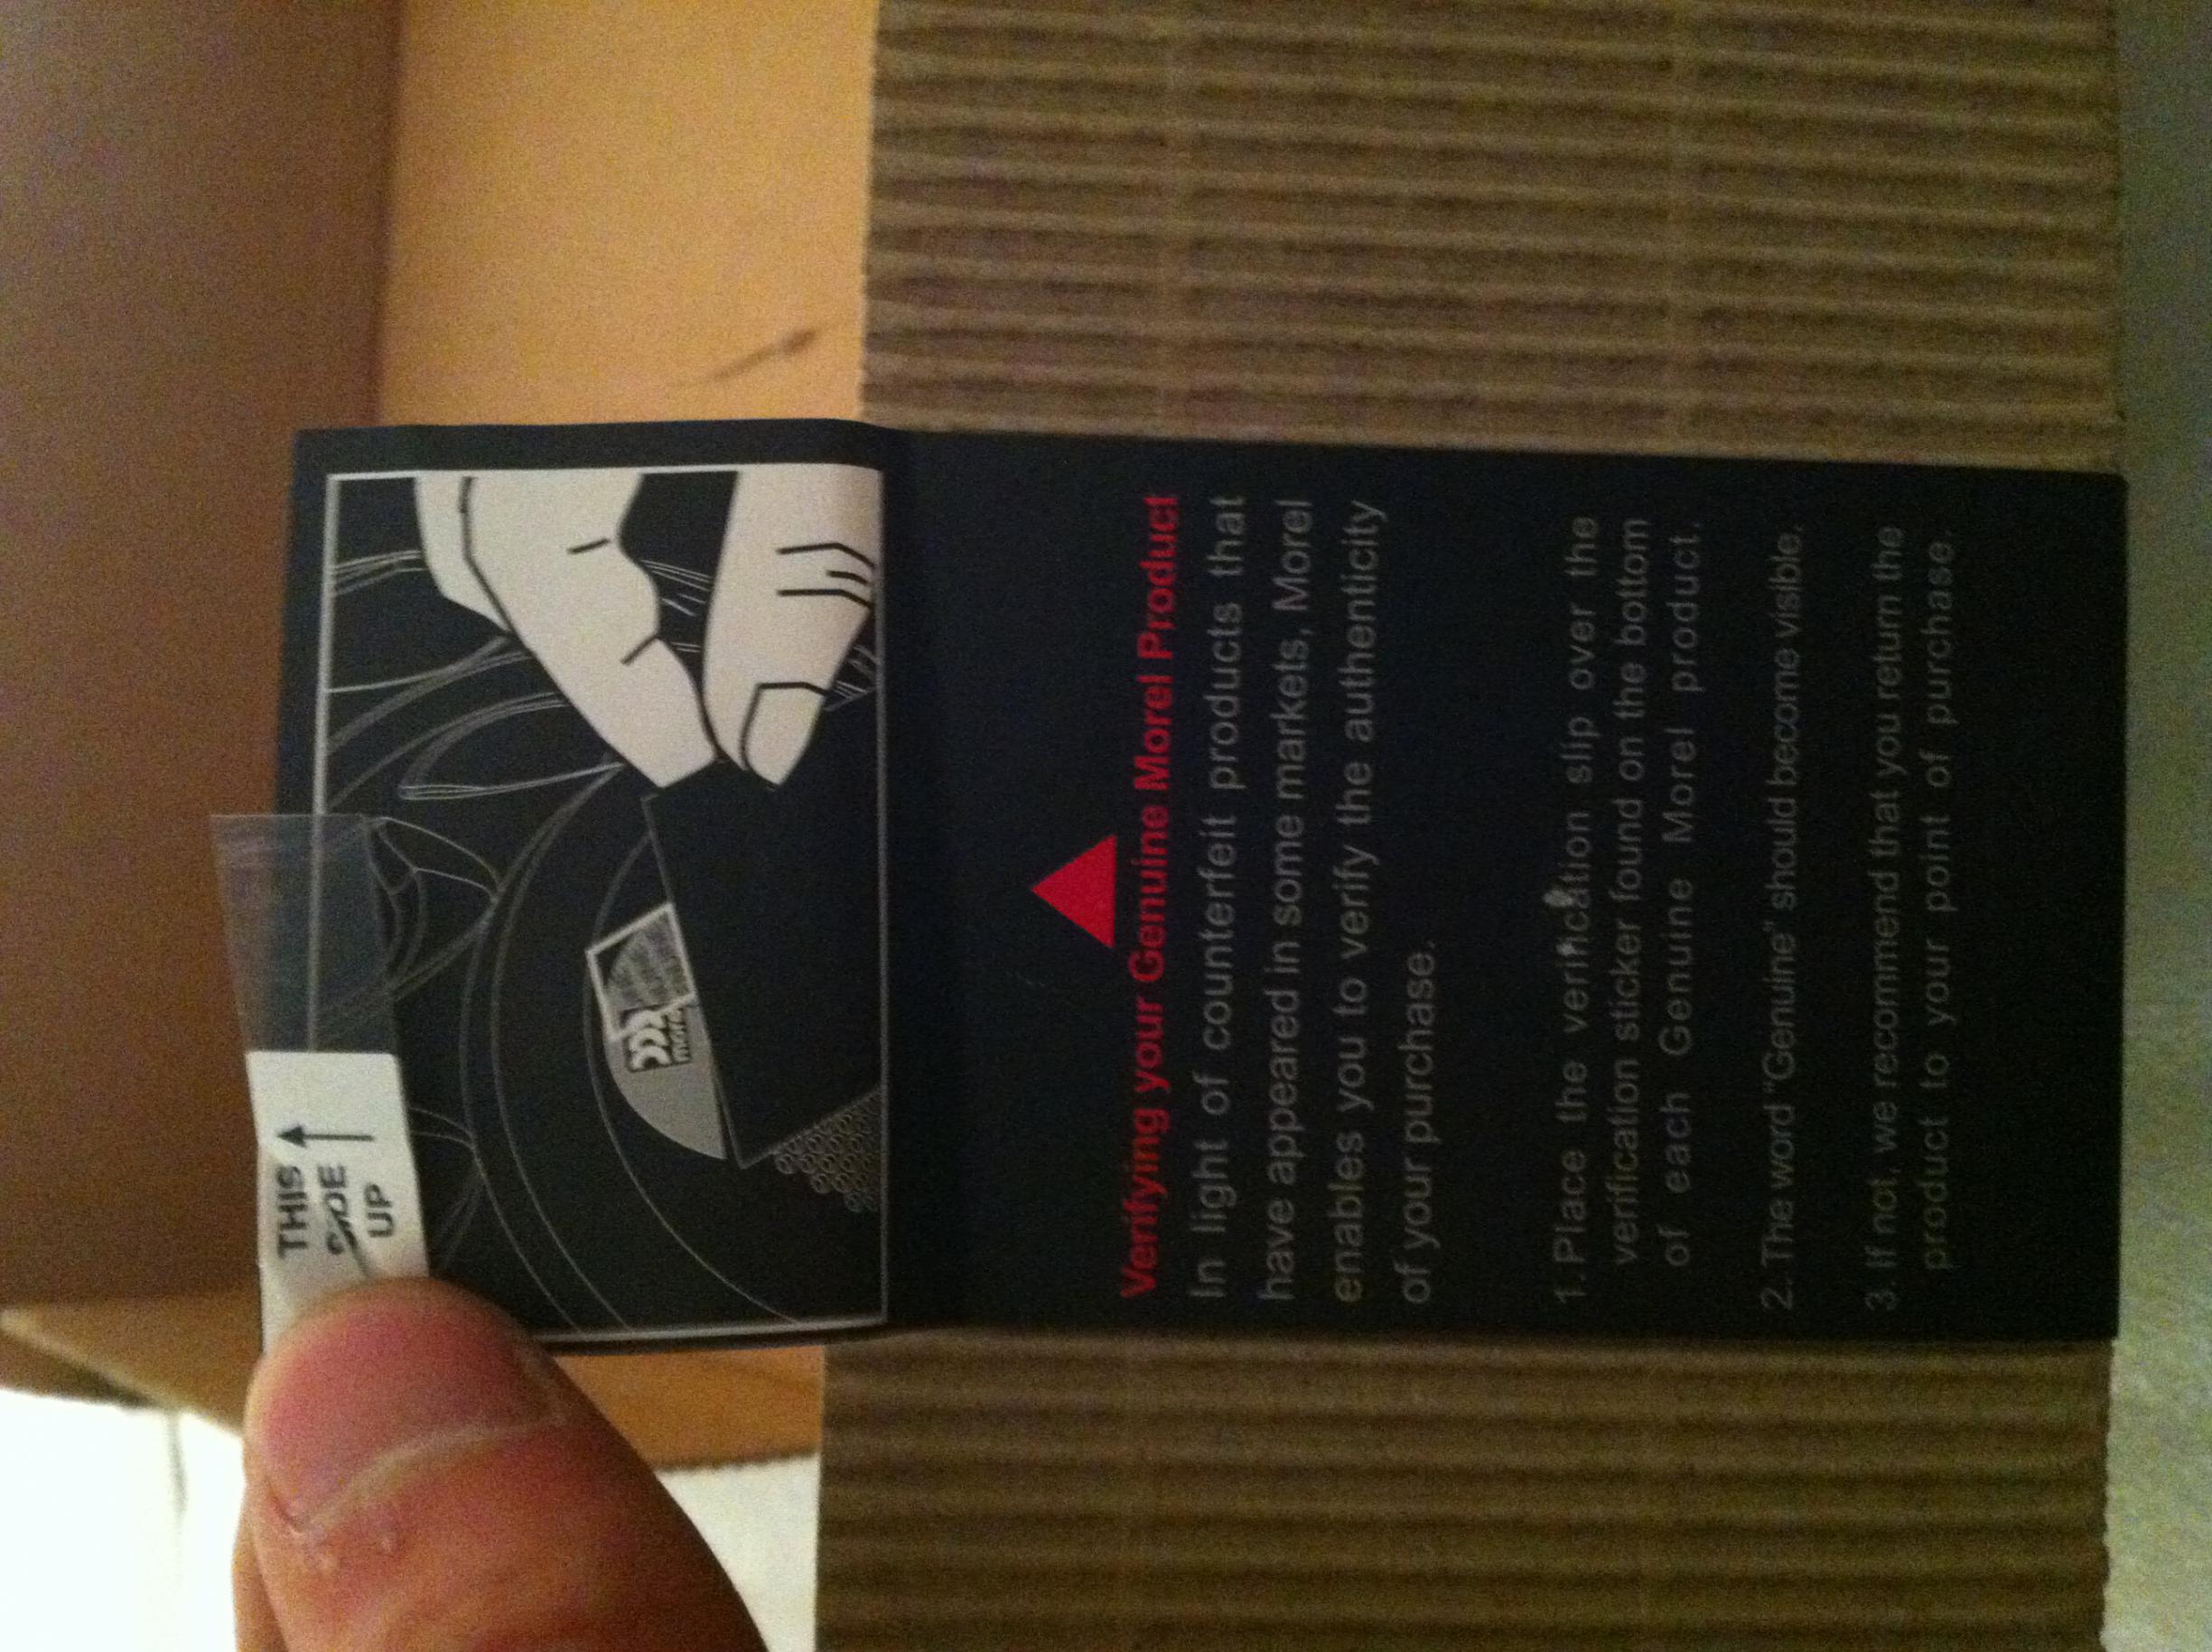 THIS
SIDE
UP
morel
Verifying your Genuine Morel Product
In light of counterfeit products that
have appeared in some markets, Morel
enables you to verify the authenticity
of your purchase.
1. Place the verification slip over the
verification sticker found on the bottom
of each Genuine Morel product.
2. The word "Genuine" should become visible.
3. If not, we recommend that you return the
product to your point of purchase.